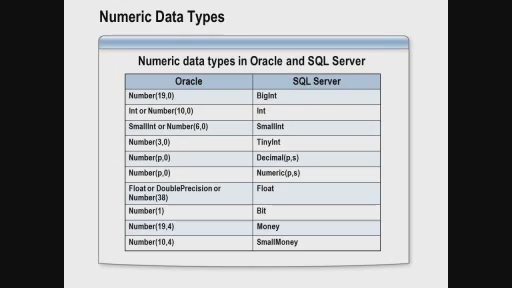 Numeric Data Types
Numeric data types in Oracle and SQL Server
Oracle SQL Server
Number(19,0) BigInt
Int or Number(10,0) Int
SmallInt or Number(6,0) SmallInt
Number(3,0) TinyInt
Number(p,0) Decimal(p,s)
Number(p,0) Numeric(p,s)
Float or DoublePrecision or Float
Number(38)
Number(1) Bit
Number(19,4) Money
Number(10,4) SmallMoney